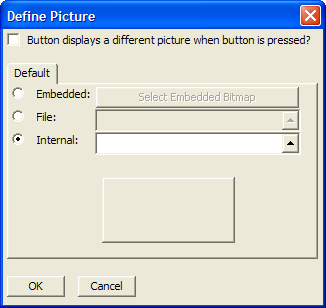 Define Picture
Button displays a different picture when button is pressed?
Default
Embedded: Select Embedded Bitmap
File:
Internal:
OK Cancel